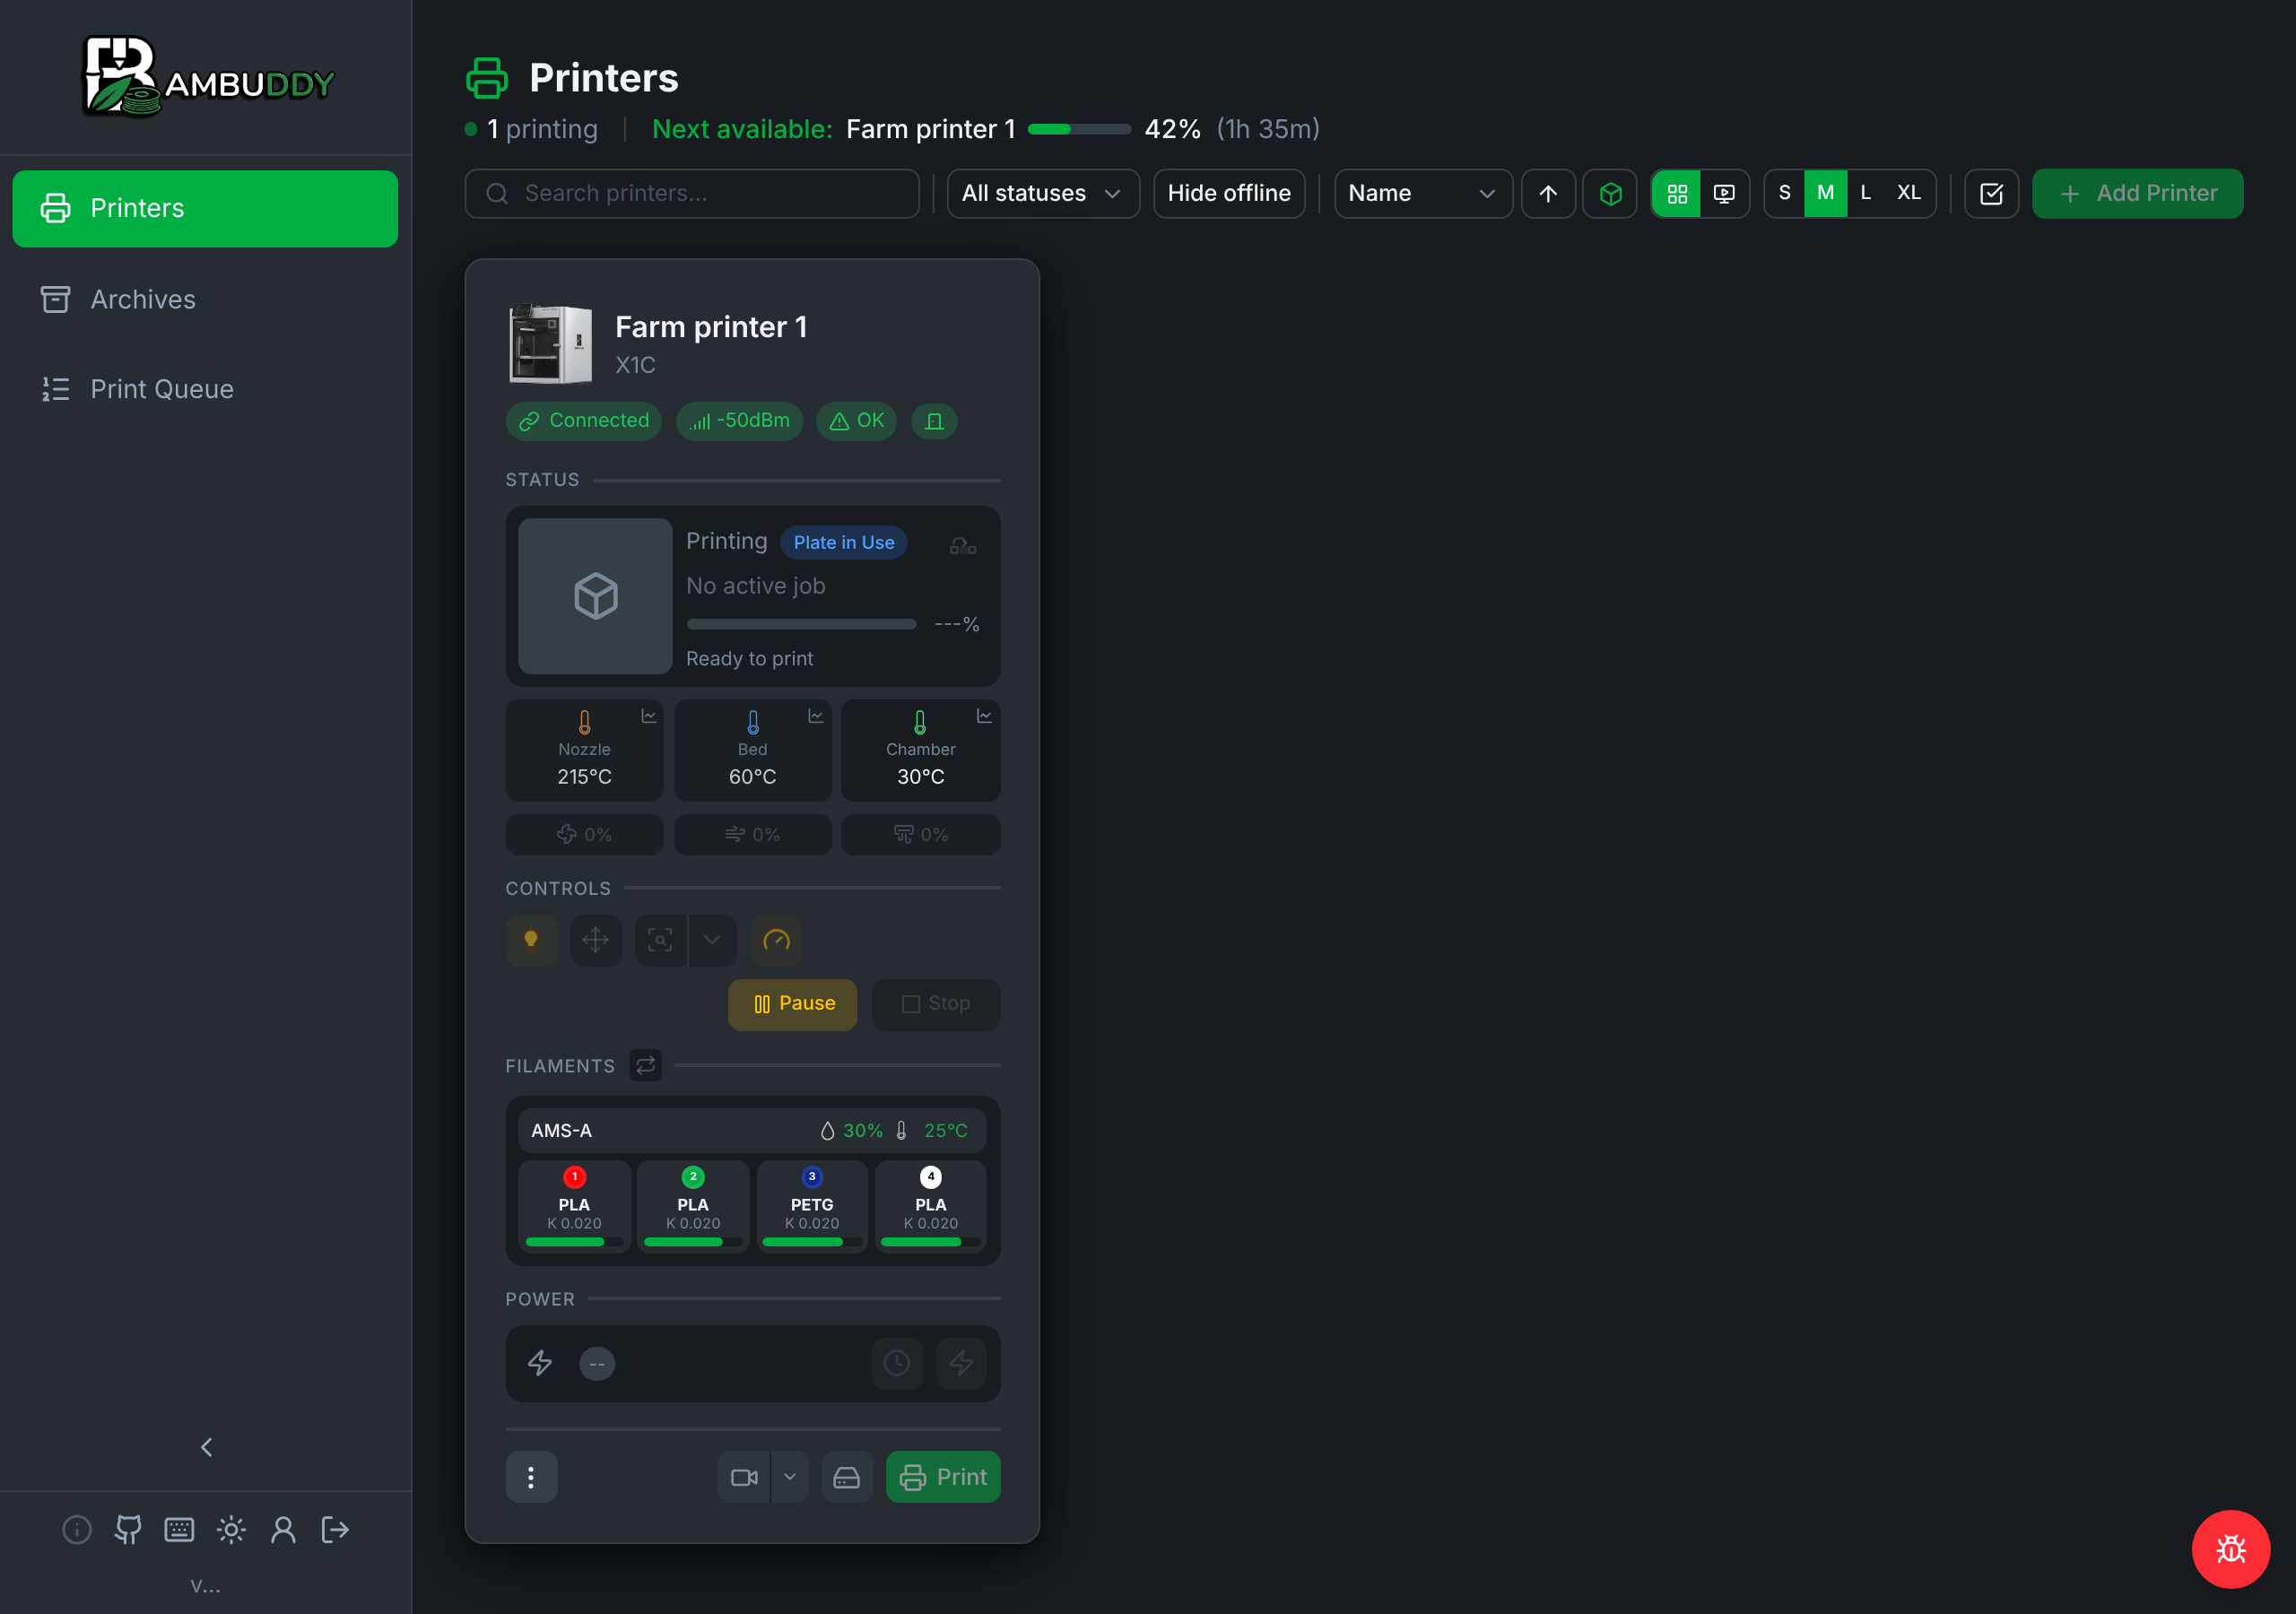 BAMBUDDY
Printers
Archives
Print Queue
v...
Printers
1 printing Next available: Farm printer 1 42% (1h 35m)
Search printers... All statuses Hide offline Name S M L XL Add Printer
Farm printer 1
X1C
Connected -50dBm OK
STATUS
Printing Plate in Use
No active job
---%
Ready to print
Nozzle Bed Chamber
215°C 60°C 30°C
0% 0% 0%
CONTROLS
Pause Stop
FILAMENTS
AMS-A 30% 25°C
1 2 3 4
PLA PLA PETG PLA
K 0.020 K 0.020 K 0.020 K 0.020
POWER
--
Print